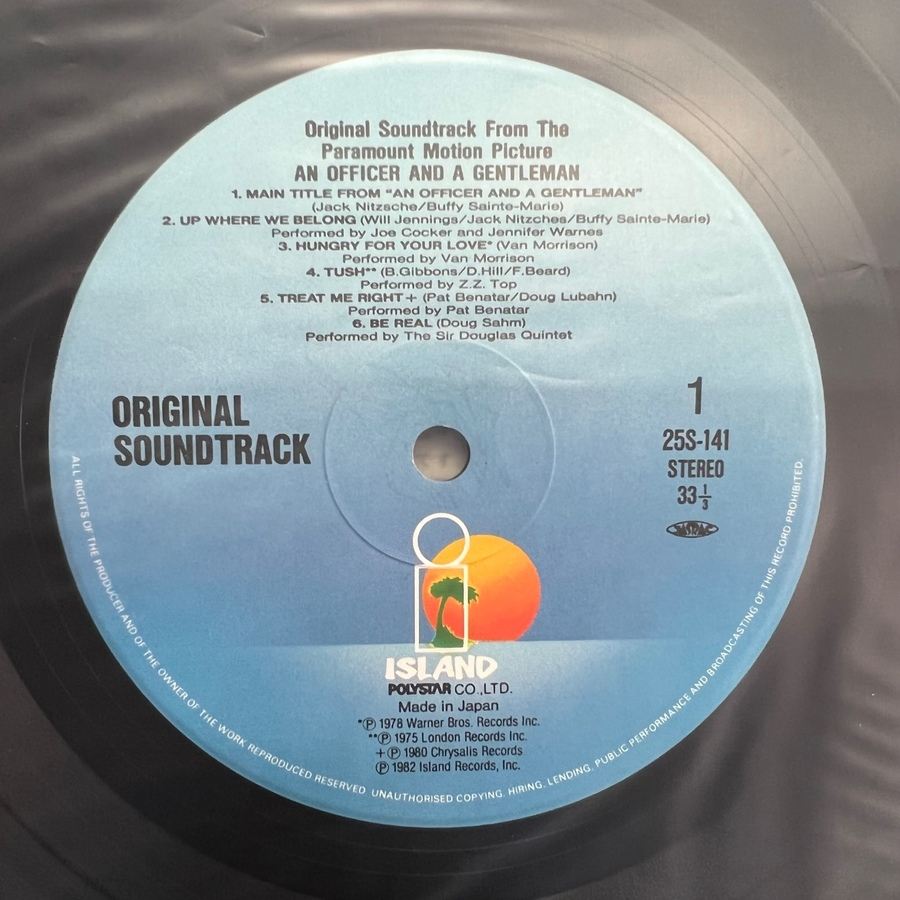 Original Soundtrack From The
Paramount Motion Picture
AN OFFICER AND A GENTLEMAN
1. MAIN TITLE FROM "AN OFFICER AND A GENTLEMAN"
(Jack Nitzsche/Buffy Sainte-Marie)
2. UP WHERE WE BELONG (Will Jennings/Jack Nitzches/Buffy Sainte-Marie)
Performed by Joe Cocker and Jennifer Warnes
3. HUNGRY FOR YOUR LOVE* (Van Morrison)
Performed by Van Morrison
4. TUSH** (B.Gibbons/D.Hill/F.Beard)
Performed by Z.Z. Top
5. TREAT ME RIGHT+ (Pat Benatar/Doug Lubahn)
Performed by Pat Benatar
6. BE REAL (Doug Sahm)
Performed by The Sir Douglas Quintet
ORIGINAL
SOUNDTRACK
1
25S-141
STEREO
33 1/3
ISLAND
POLYSTAR CO.,LTD.
Made in Japan
*Ⓟ 1978 Warner Bros. Records Inc.
**Ⓟ 1975 London Records Inc.
+Ⓟ 1980 Chrysalis Records
Ⓟ 1982 Island Records, Inc.
ALL RIGHTS OF THE PRODUCER AND OF THE OWNER OF THE WORK REPRODUCED RESERVED. UNAUTHORISED COPYING. HIRING. LENDING. PUBLIC PERFORMANCE AND BROADCASTING OF THIS RECORD PROHIBITED.